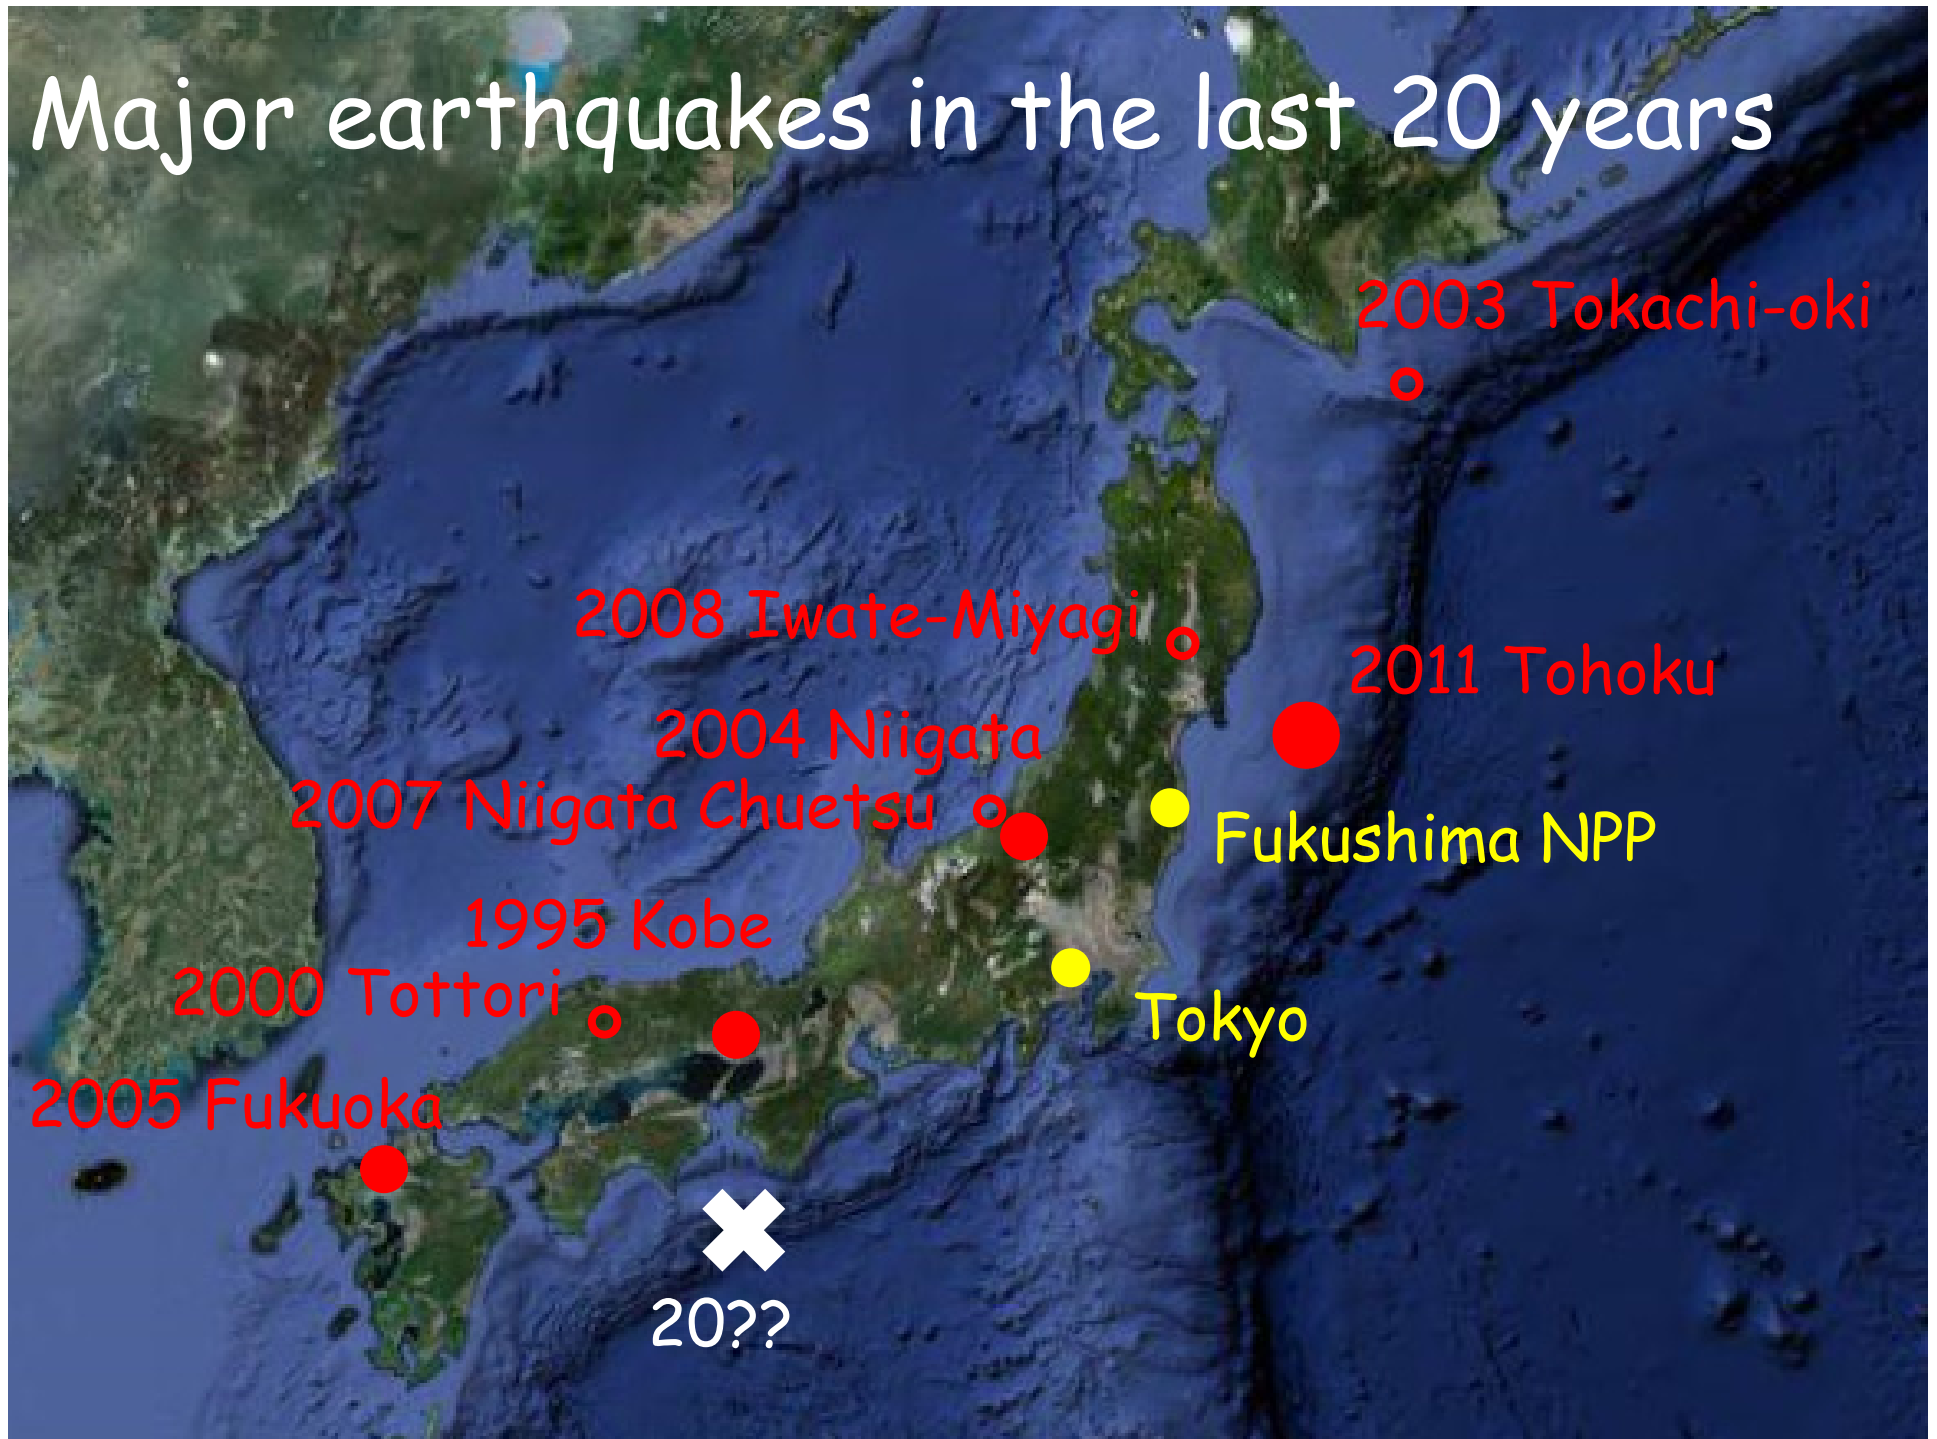 Major earthquakes in the last 20 years
2003 Tokachi-oki
2008 Iwate-Miyagi
2011 Tohoku
2004 Niigata
2007 Niigata Chuetsu
Fukushima NPP
1995 Kobe
2000 Tottori
Tokyo
2005 Fukuoka
20??